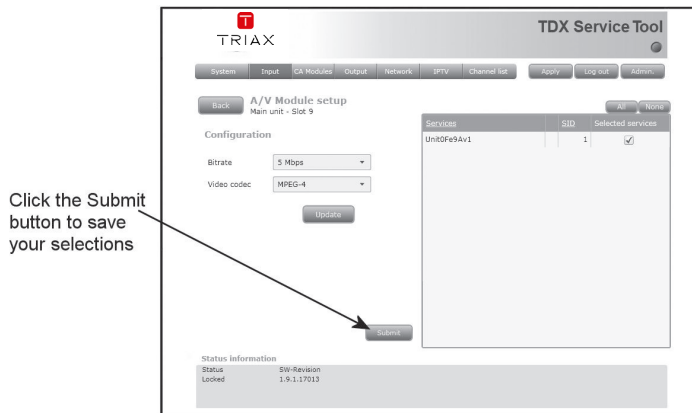 T
TRIAX
TDX Service Tool
System Input CA Modules Output Network IPTV Channel list Apply Log out Admin.
Back A/V Module setup
Main unit - Slot 9
All None
Configuration
Services SID Selected services
Unit0Fe9Av1 1
Bitrate 5 Mbps
Video codec MPEG-4
Update
Click the Submit
button to save
your selections
Submit
Status information
Status SW-Revision
Locked 1.9.1.17013